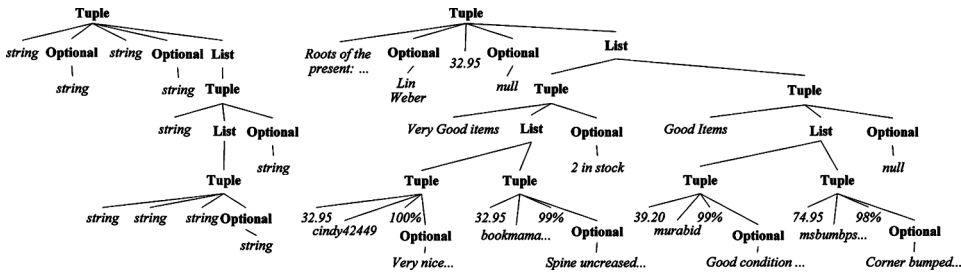 Tuple Tuple
string Optional string Optional List Roots of the present: ... Optional 32.95 Optional List
string string Lin Weber null
Tuple Tuple Tuple
string List Optional Very Good items List Optional Good Items List Optional
string 2 in stock null
Tuple Tuple Tuple Tuple Tuple
string string string Optional 32.95 cindy42449 100% Optional 32.95 bookmama... 99% Optional 39.20 murabid 99% Optional 74.95 msbumbps... 98% Optional
string Very nice... Spine uncreased... Good condition ... Corner bumped...